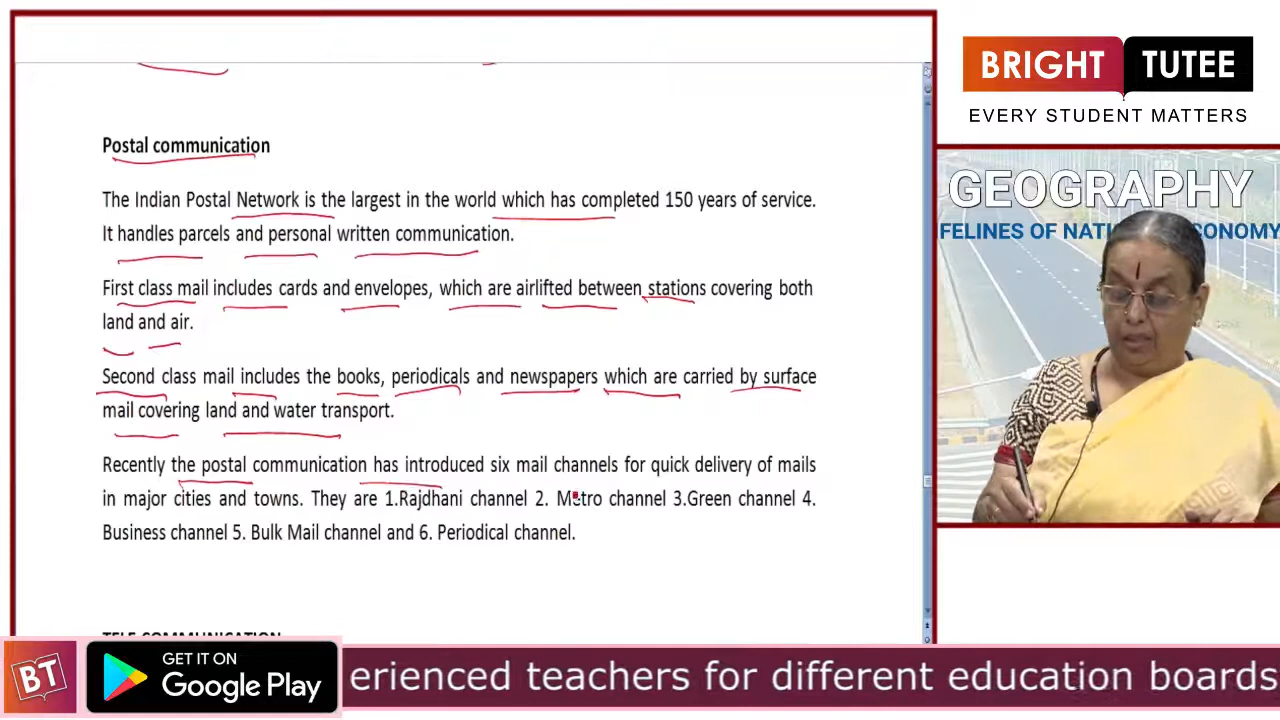 BRIGHT TUTEE
EVERY STUDENT MATTERS
Postal communication
The Indian Postal Network is the largest in the world which has completed 150 years of service.
It handles parcels and personal written communication.
First class mail includes cards and envelopes, which are airlifted between stations covering both
land and air.
Second class mail includes the books, periodicals and newspapers which are carried by surface
mail covering land and water transport.
Recently the postal communication has introduced six mail channels for quick delivery of mails
in major cities and towns. They are 1.Rajdhani channel 2. Metro channel 3.Green channel 4.
Business channel 5. Bulk Mail channel and 6. Periodical channel.
TELE COMMUNICATION
GEOGRAPHY
FELINES OF NATI ONOMY
BT
GET IT ON
Google Play
erienced teachers for different education boards